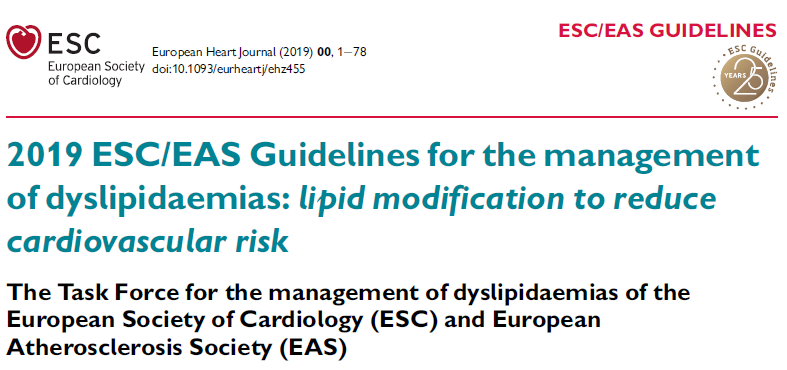 ESC
European Society
of Cardiology
European Heart Journal (2019) 00, 1–78
doi:10.1093/eurheartj/ehz455
ESC/EAS GUIDELINES
ESC Guidelines
YEARS 25
2019 ESC/EAS Guidelines for the management
of dyslipidaemias: lipid modification to reduce
cardiovascular risk
The Task Force for the management of dyslipidaemias of the
European Society of Cardiology (ESC) and European
Atherosclerosis Society (EAS)